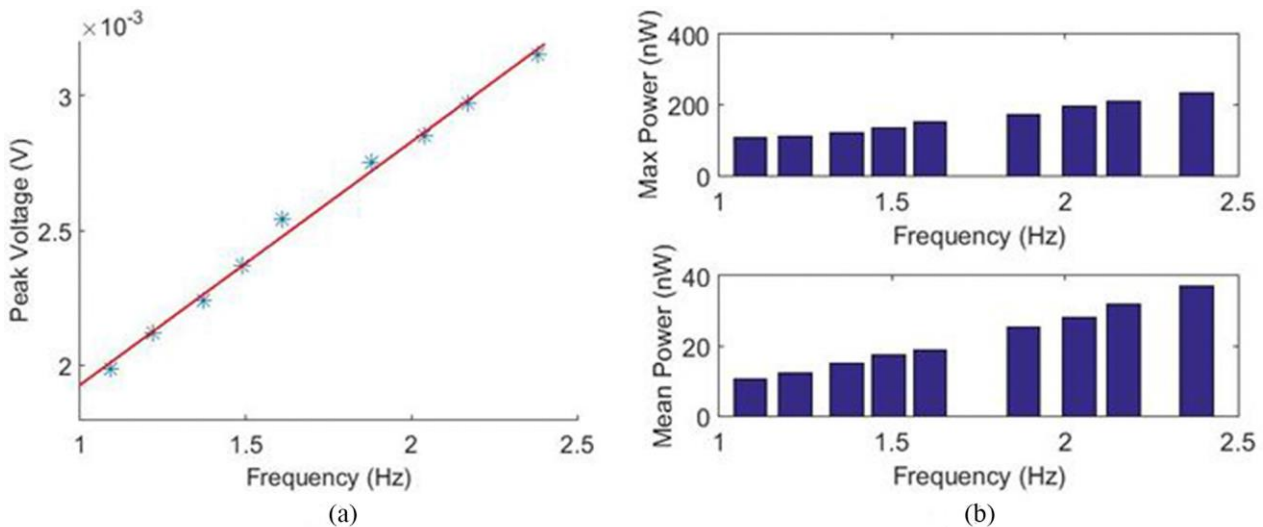 ×10⁻³
3
2.5
2
Peak Voltage (V)
1 1.5 2 2.5
Frequency (Hz)
(a)
400
200
0
Max Power (nW)
1 1.5 2 2.5
Frequency (Hz)
40
20
0
Mean Power (nW)
1 1.5 2 2.5
Frequency (Hz)
(b)